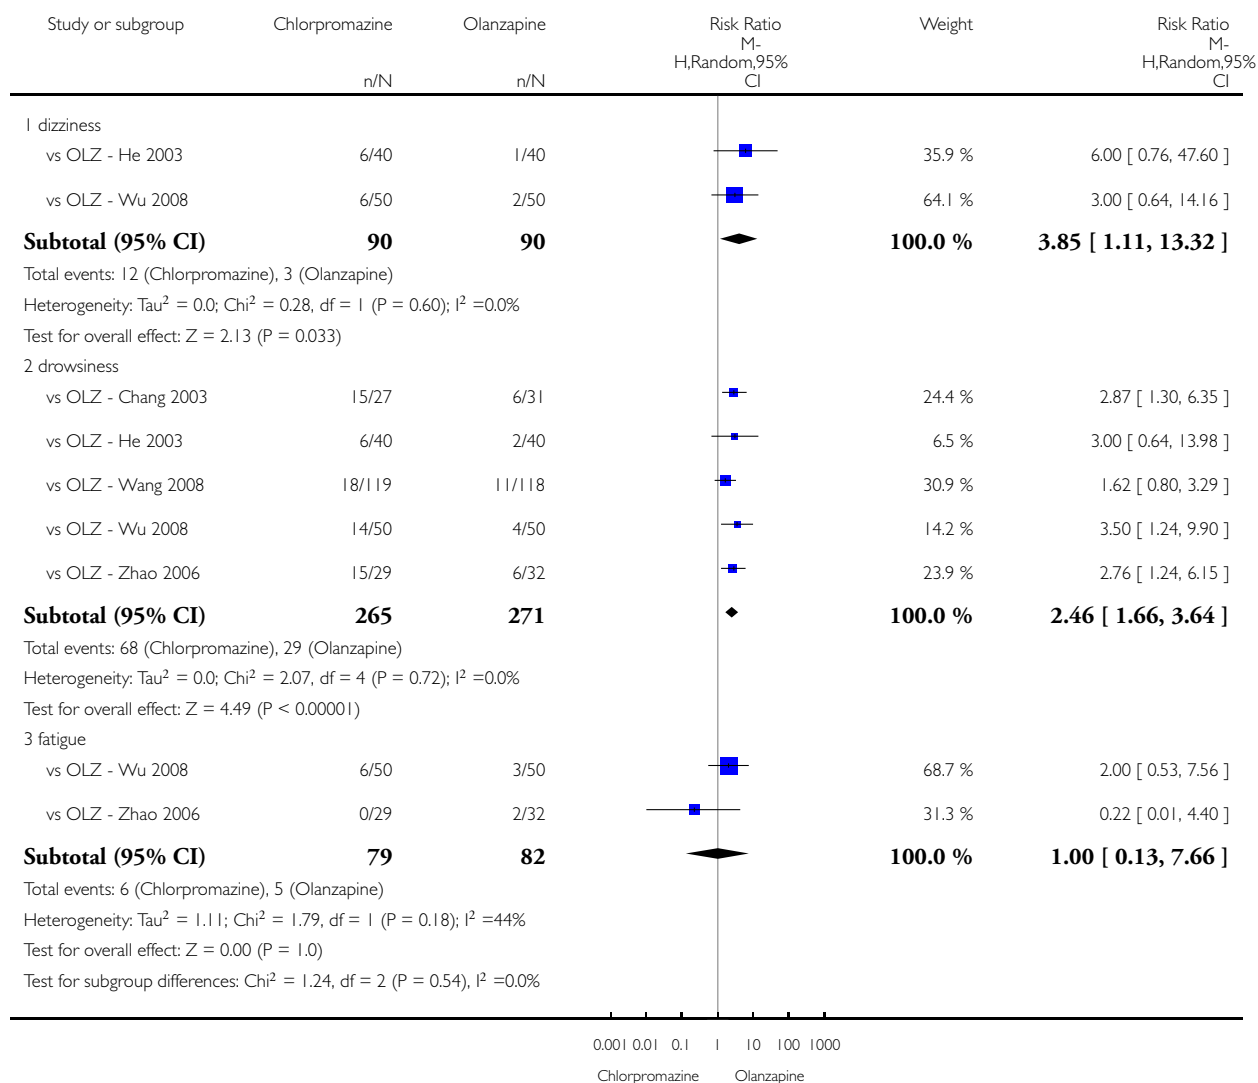 Study or subgroup Chlorpromazine Olanzapine Risk Ratio Weight Risk Ratio
M- M-
H,Random,95% H,Random,95%
n/N n/N CI CI
1 dizziness
vs OLZ - He 2003 6/40 1/40 35.9 % 6.00 [ 0.76, 47.60 ]
vs OLZ - Wu 2008 6/50 2/50 64.1 % 3.00 [ 0.64, 14.16 ]
Subtotal (95% CI) 90 90 100.0 % 3.85 [ 1.11, 13.32 ]
Total events: 12 (Chlorpromazine), 3 (Olanzapine)
Heterogeneity: Tau² = 0.0; Chi² = 0.28, df = 1 (P = 0.60); I² =0.0%
Test for overall effect: Z = 2.13 (P = 0.033)
2 drowsiness
vs OLZ - Chang 2003 15/27 6/31 24.4 % 2.87 [ 1.30, 6.35 ]
vs OLZ - He 2003 6/40 2/40 6.5 % 3.00 [ 0.64, 13.98 ]
vs OLZ - Wang 2008 18/119 11/118 30.9 % 1.62 [ 0.80, 3.29 ]
vs OLZ - Wu 2008 14/50 4/50 14.2 % 3.50 [ 1.24, 9.90 ]
vs OLZ - Zhao 2006 15/29 6/32 23.9 % 2.76 [ 1.24, 6.15 ]
Subtotal (95% CI) 265 271 100.0 % 2.46 [ 1.66, 3.64 ]
Total events: 68 (Chlorpromazine), 29 (Olanzapine)
Heterogeneity: Tau² = 0.0; Chi² = 2.07, df = 4 (P = 0.72); I² =0.0%
Test for overall effect: Z = 4.49 (P < 0.00001)
3 fatigue
vs OLZ - Wu 2008 6/50 3/50 68.7 % 2.00 [ 0.53, 7.56 ]
vs OLZ - Zhao 2006 0/29 2/32 31.3 % 0.22 [ 0.01, 4.40 ]
Subtotal (95% CI) 79 82 100.0 % 1.00 [ 0.13, 7.66 ]
Total events: 6 (Chlorpromazine), 5 (Olanzapine)
Heterogeneity: Tau² = 1.11; Chi² = 1.79, df = 1 (P = 0.18); I² =44%
Test for overall effect: Z = 0.00 (P = 1.0)
Test for subgroup differences: Chi² = 1.24, df = 2 (P = 0.54), I² =0.0%
0.001 0.01 0.1 1 10 100 1000
Chlorpromazine Olanzapine